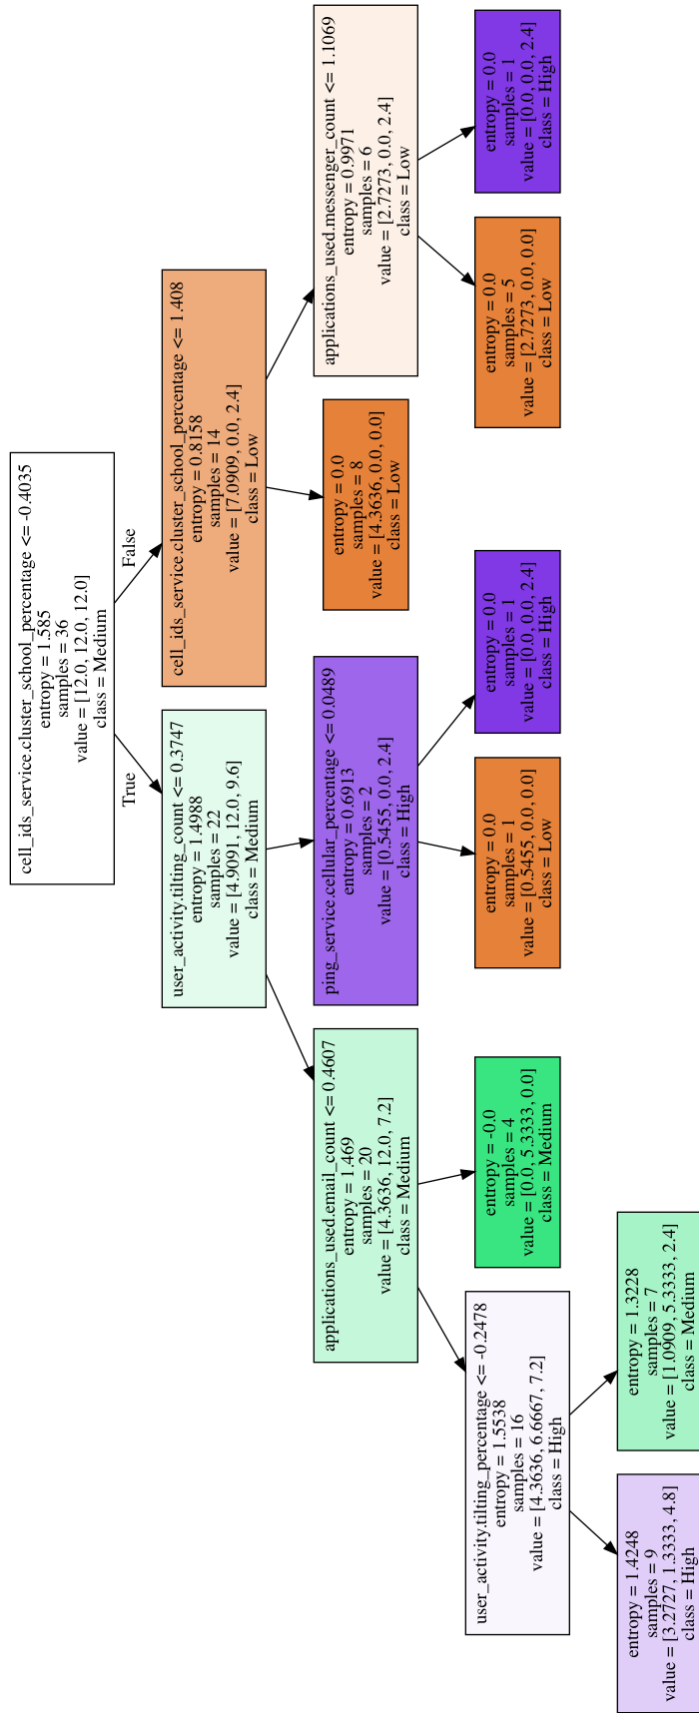 cell_ids_service.cluster_school_percentage <= -0.4035
entropy = 1.585
samples = 36
value = [12.0, 12.0, 12.0]
class = Medium
True
False
user_activity.tilting_count <= 0.3747
entropy = 1.4988
samples = 22
value = [4.9091, 12.0, 9.6]
class = Medium
cell_ids_service.cluster_school_percentage <= 1.408
entropy = 0.8158
samples = 14
value = [7.0909, 0.0, 2.4]
class = Low
applications_used.email_count <= 0.4607
entropy = 1.469
samples = 20
value = [4.3636, 12.0, 7.2]
class = Medium
ping_service.cellular_percentage <= 0.0489
entropy = 0.6913
samples = 2
value = [0.5455, 0.0, 2.4]
class = High
entropy = 0.0
samples = 8
value = [4.3636, 0.0, 0.0]
class = Low
applications_used.messenger_count <= 1.1069
entropy = 0.9971
samples = 6
value = [2.7273, 0.0, 2.4]
class = Low
user_activity.tilting_percentage <= -0.2478
entropy = 1.5538
samples = 16
value = [4.3636, 6.6667, 7.2]
class = High
entropy = -0.0
samples = 4
value = [0.0, 5.3333, 0.0]
class = Medium
entropy = 0.0
samples = 1
value = [0.5455, 0.0, 0.0]
class = Low
entropy = 0.0
samples = 1
value = [0.0, 0.0, 2.4]
class = High
entropy = 0.0
samples = 5
value = [2.7273, 0.0, 0.0]
class = Low
entropy = 0.0
samples = 1
value = [0.0, 0.0, 2.4]
class = High
entropy = 1.4248
samples = 9
value = [3.2727, 1.3333, 4.8]
class = High
entropy = 1.3228
samples = 7
value = [1.0909, 5.3333, 2.4]
class = Medium